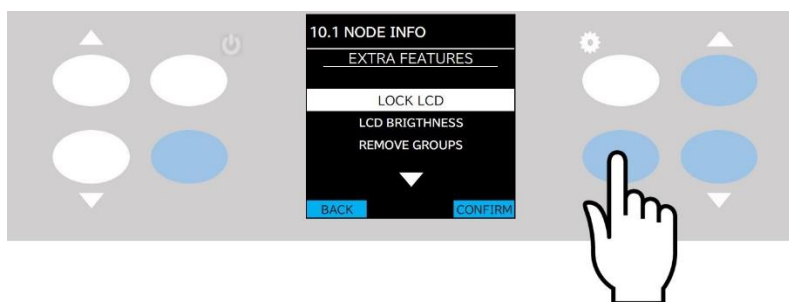 10.1 NODE INFO
EXTRA FEATURES
LOCK LCD
LCD BRIGTHNESS
REMOVE GROUPS
BACK CONFIRM